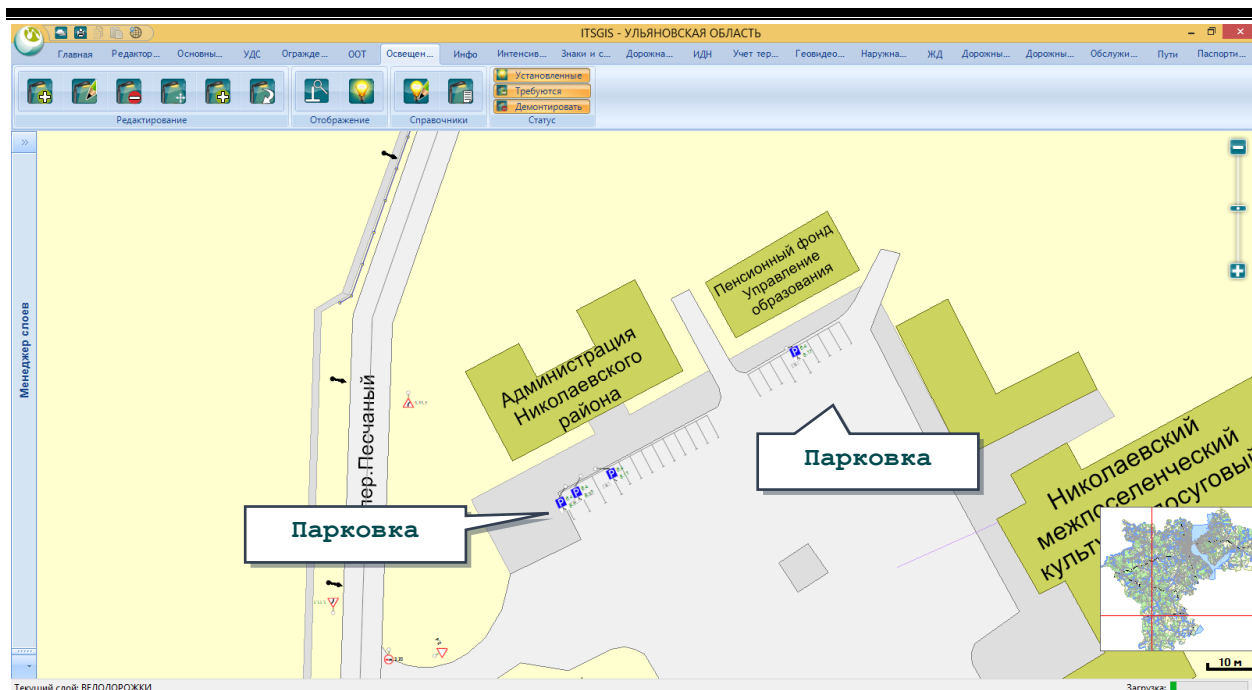 ITSGIS - УЛЬЯНОВСКАЯ ОБЛАСТЬ
Главная Редактор... Основны... УДС Огражде... ООТ Освещен... Инфо Интенсив... Знаки и с... Дорожна... ИДН Учет тер... Геовидео... Наружна... ЖД Дорожны... Дорожны... Обслужи... Пути Паспорти...
Установленные
Требуются
Демонтировать
Редактирование Отображение Справочники Статус
Менеджер слоев
пер.Песчаный
Пенсионный фонд
Управление
образования
Администрация
Николаевского
района
Парковка
Парковка
Николаевский
межпоселенческий
10 м
Текущий слой: ВЕЛОДОРОЖКИ
Загрузка: